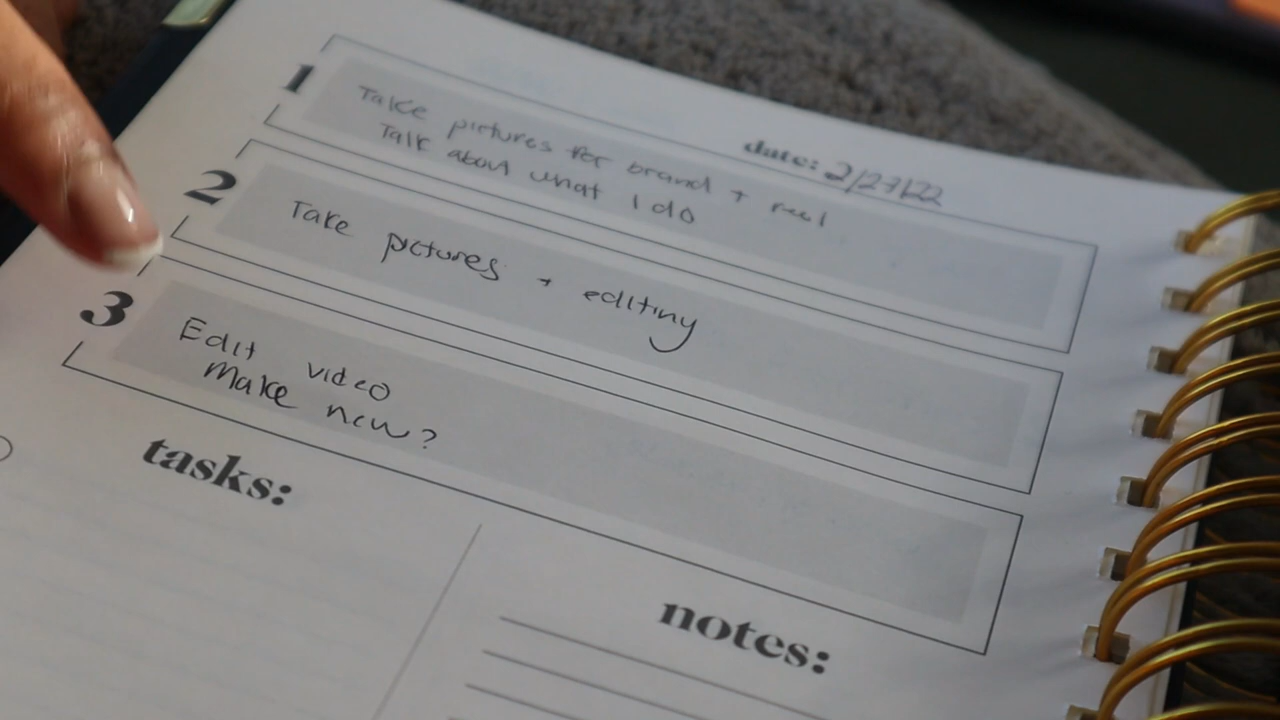 date: 2/27/22
1
Take pictures for brand + reel
Talk about what I do
2
Take pictures + editing
3
Edit video
make new?
tasks:
notes: